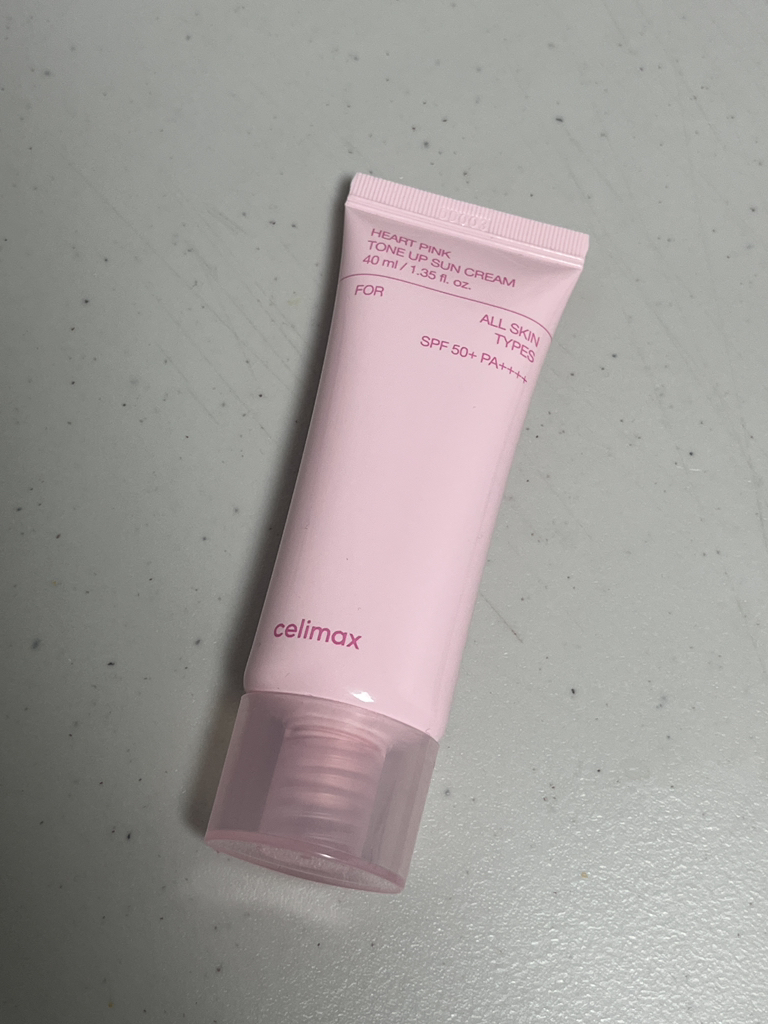 HEART PINK
TONE UP SUN CREAM
40 ml / 1.35 fl. oz.
FOR
ALL SKIN
TYPES
SPF 50+ PA++++
celimax